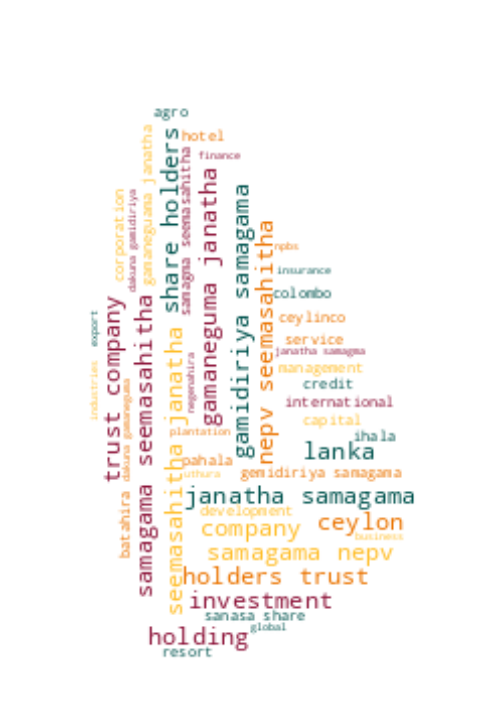 agro
hotel
share holders
gamaneguama janatha
samagma seemasahitha
finance
gamaneguma janatha
gamidiriya samagama
corporation
dakuna gamidiriya
nepv seemasahitha
npbs
insurance
colombo
trust company
samagama seemasahitha
export
ceylinco
seemasahitha janatha
service
janatha samagma
negenahira
industries
management
dakuna gamaneguma
credit
international
capital
plantation
ihala
lanka
pahala
uthura
gemidiriya samagama
batahira
janatha samagama
development
company
ceylon
business
samagama nepv
holders trust
investment
sanasa share
global
holding
resort